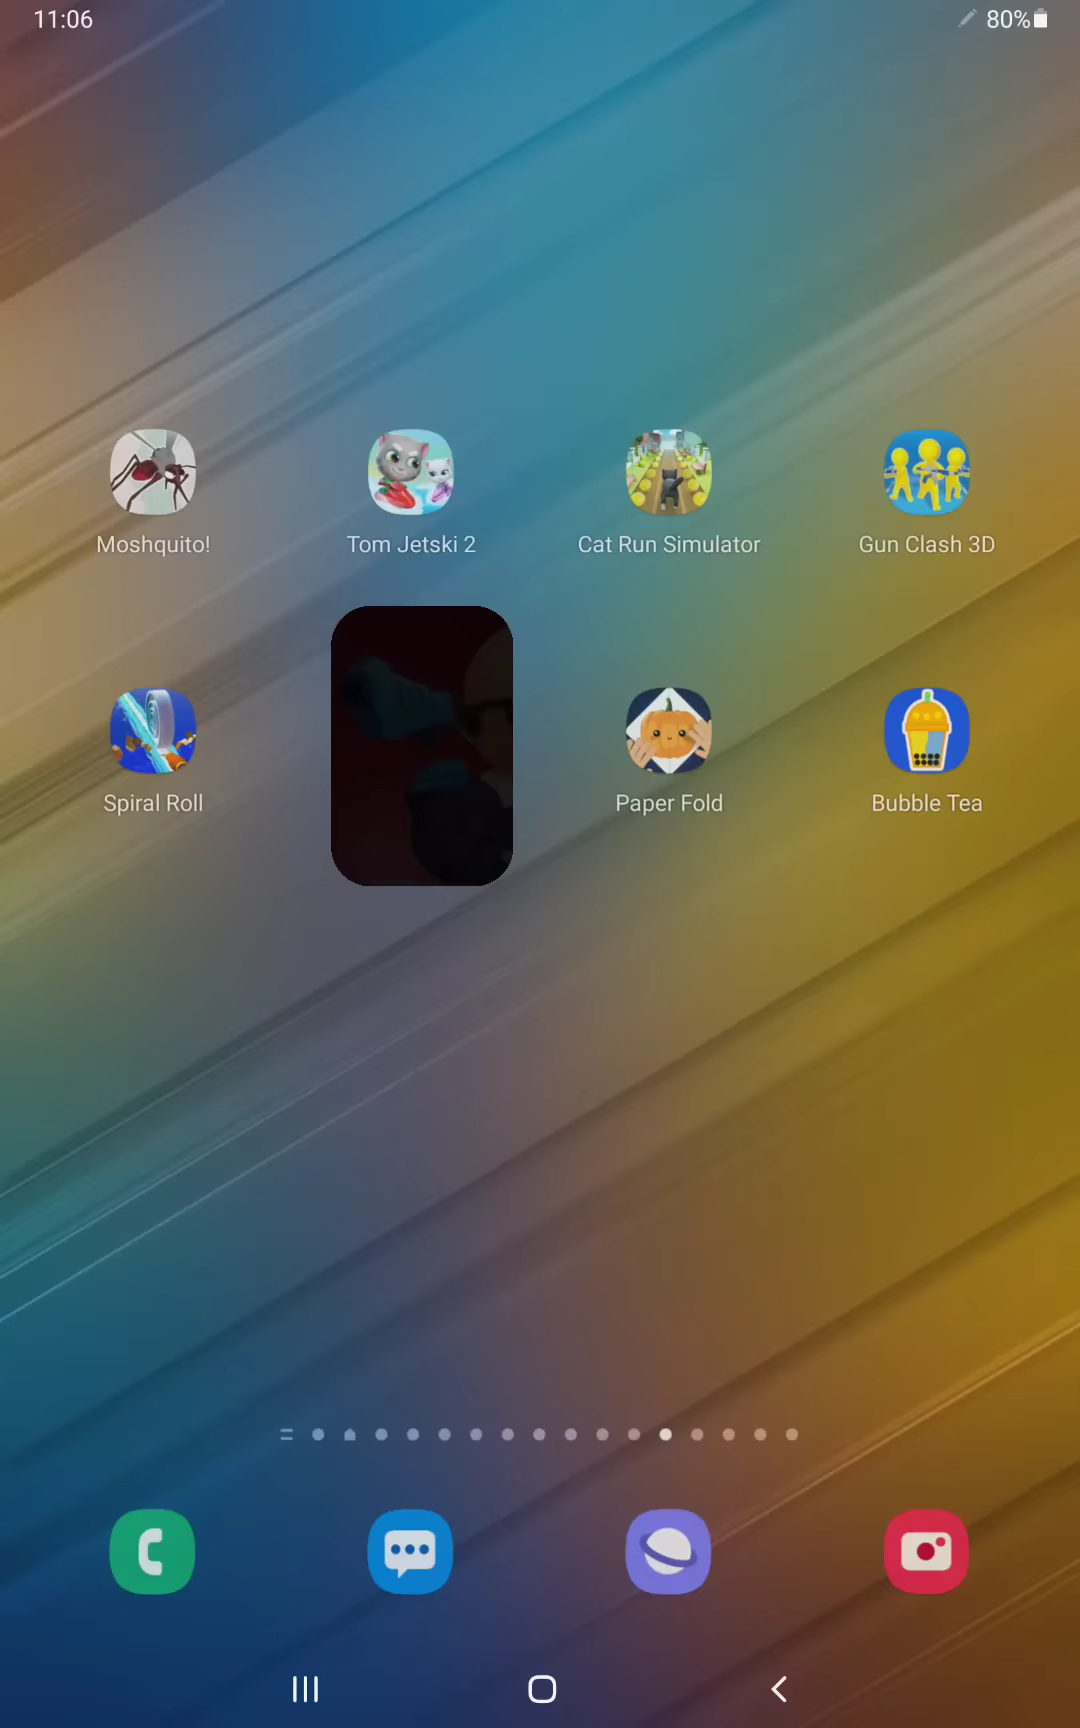 11:06
80%
Moshquito!
Tom Jetski 2
Cat Run Simulator
Gun Clash 3D
Spiral Roll
Paper Fold
Bubble Tea